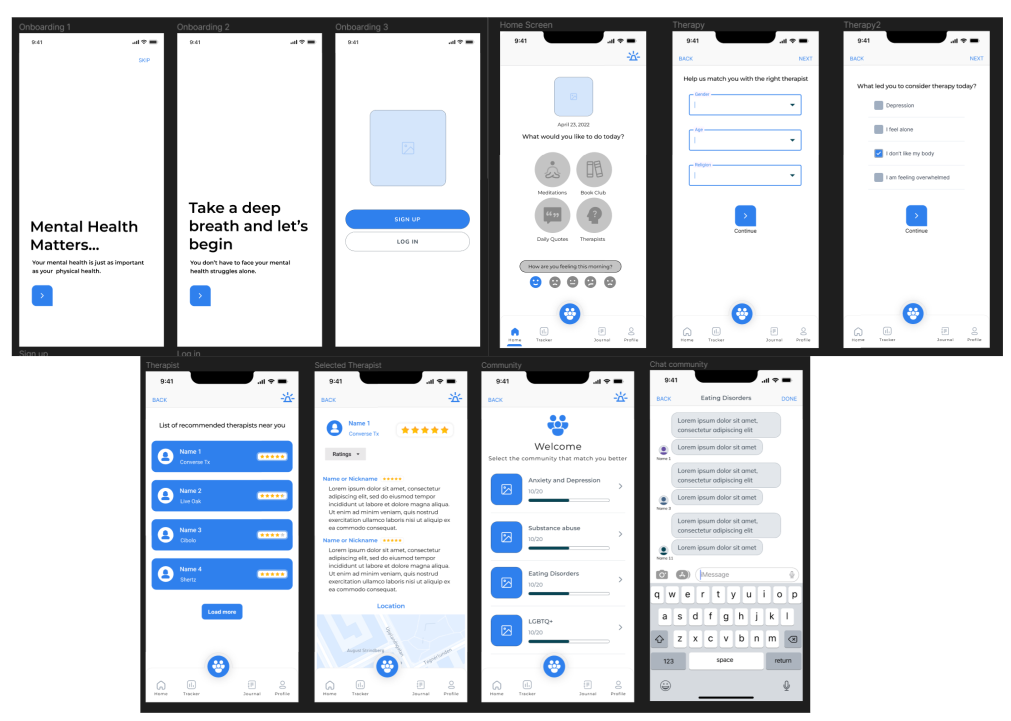 Onboarding 1
9:41
SKIP
Mental Health
Matters...
Your mental health is just as important
as your physical health.
Onboarding 2
9:41
Take a deep
breath and let's
begin
You don't have to face your mental
health struggles alone.
Onboarding 3
9:41
SIGN UP
LOG IN
Home Screen
9:41
April 23, 2022
What would you like to do today?
Meditations
Book Club
Daily Quotes
Therapists
How are you feeling this morning?
Home
Tracker
Journal
Profile
Therapy
9:41
BACK
NEXT
Help us match you with the right therapist
Gender
Age
Religion
Continue
Home
Tracker
Journal
Profile
Therapy2
9:41
BACK
NEXT
What led you to consider therapy today?
Depression
I feel alone
I don't like my body
I am feeling overwhelmed
Continue
Home
Tracker
Journal
Profile
Sign up
Log in
Therapist
9:41
BACK
List of recommended therapists near you
Name 1
Converse Tx
Name 2
Live Oak
Name 3
Cibolo
Name 4
Shertz
Load more
Home
Tracker
Journal
Profile
Selected Therapist
9:41
BACK
Name 1
Converse Tx
Ratings
Name or Nickname
Lorem ipsum dolor sit amet, consectetur
adipiscing elit, sed do eiusmod tempor
incididunt ut labore et dolore magna aliqua.
Ut enim ad minim veniam, quis nostrud
exercitation ullamco laboris nisi ut aliquip ex
ea commodo consequat.
Name or Nickname
Lorem ipsum dolor sit amet, consectetur
adipiscing elit, sed do eiusmod tempor
incididunt ut labore et dolore magna aliqua.
Ut enim ad minim veniam, quis nostrud
exercitation ullamco laboris nisi ut aliquip ex
ea commodo consequat.
Location
Home
Tracker
Journal
Profile
Community
9:41
BACK
Welcome
Select the community that match you better
Anxiety and Depression
10/20
Substance abuse
10/20
Eating Disorders
10/20
LGBTQ+
10/20
Home
Tracker
Journal
Profile
Chat community
9:41
BACK
Eating Disorders
DONE
Lorem ipsum dolor sit amet,
consectetur adipiscing elit
Lorem ipsum dolor sit amet
Name 1
Lorem ipsum dolor sit amet,
consectetur adipiscing elit
Lorem ipsum dolor sit amet
Name 3
Lorem ipsum dolor sit amet,
consectetur adipiscing elit
Lorem ipsum dolor sit amet
Name 10
iMessage
q w e r t y u i o p
a s d f g h j k l
z x c v b n m
123
space
return